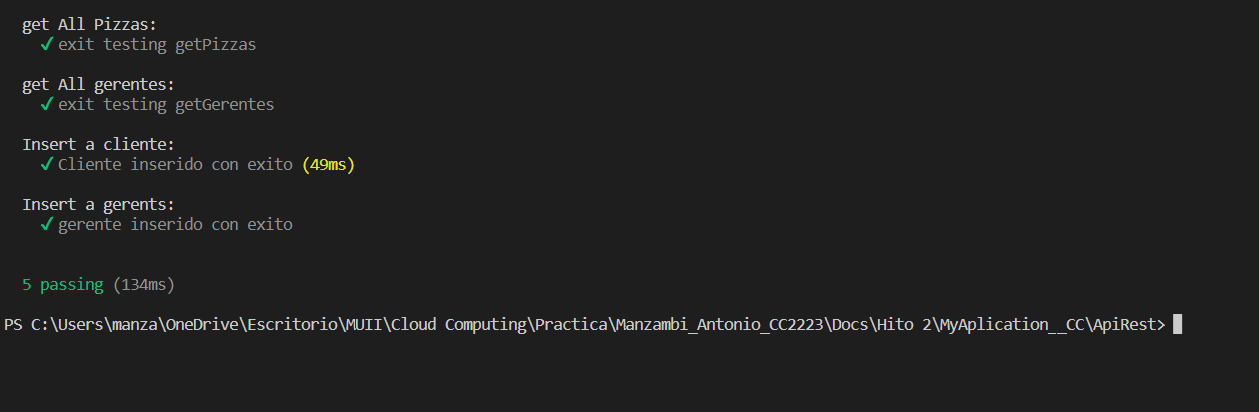 get All Pizzas:
✓ exit testing getPizzas
get All gerentes:
✓ exit testing getGerentes
Insert a cliente:
✓ Cliente inserido con exito (49ms)
Insert a gerents:
✓ gerente inserido con exito
5 passing (134ms)
PS C:\Users\manza\OneDrive\Escritorio\MUII\Cloud Computing\Practica\Manzambi_Antonio_CC2223\Docs\Hito 2\MyAplication__CC\ApiRest>